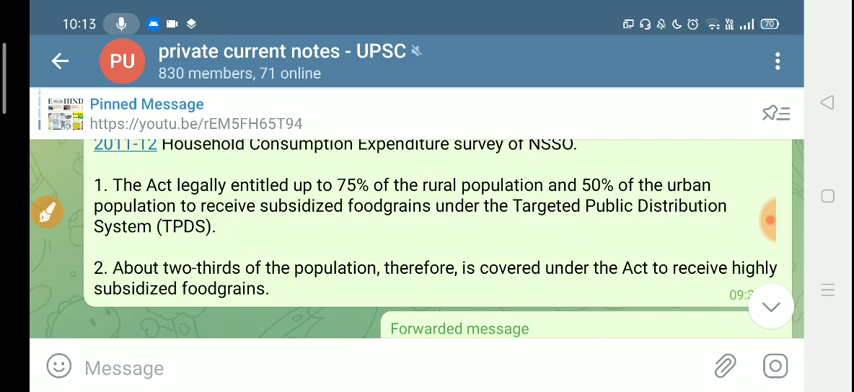 10:13
70
PU
private current notes - UPSC
830 members, 71 online
Pinned Message
https://youtu.be/rEM5FH65T94
2011-12 Household Consumption Expenditure survey of NSSO.
1. The Act legally entitled up to 75% of the rural population and 50% of the urban
population to receive subsidized foodgrains under the Targeted Public Distribution
System (TPDS).
2. About two-thirds of the population, therefore, is covered under the Act to receive highly
subsidized foodgrains.
Forwarded message
Message